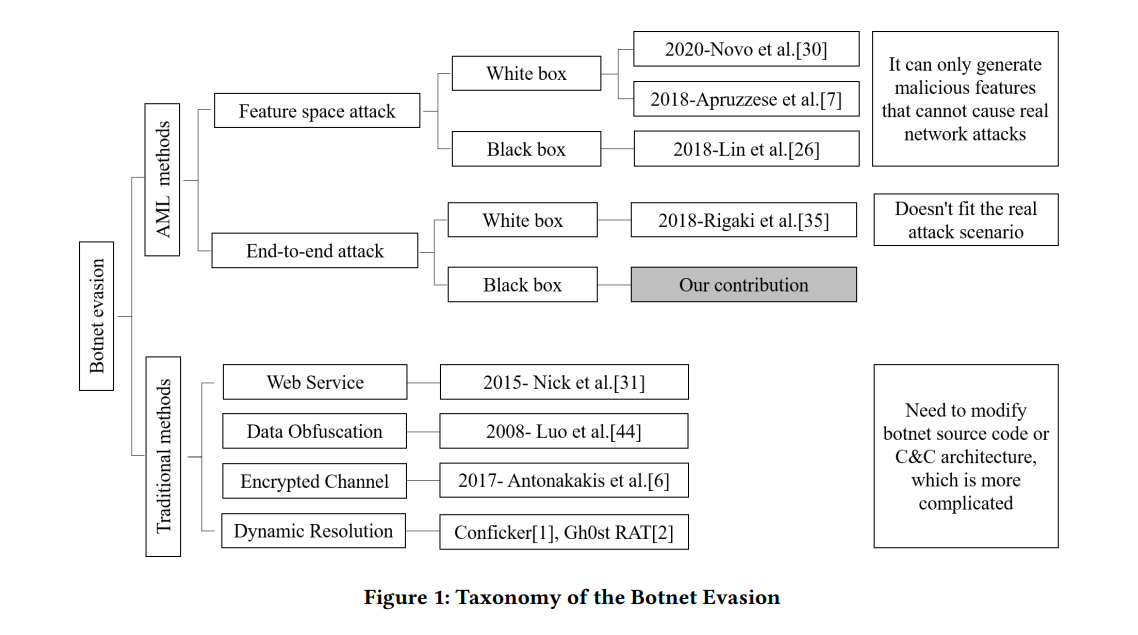 2020-Novo et al.[30]
White box
2018-Apruzzese et al.[7]
Feature space attack
Black box
2018-Lin et al.[26]
It can only generate
malicious features
that cannot cause real
network attacks
AML methods
White box
2018-Rigaki et al.[35]
Doesn't fit the real
attack scenario
End-to-end attack
Black box
Our contribution
Botnet evasion
Traditional methods
Web Service
2015- Nick et al.[31]
Data Obfuscation
2008- Luo et al.[44]
Encrypted Channel
2017- Antonakakis et al.[6]
Dynamic Resolution
Conficker[1], Gh0st RAT[2]
Need to modify
botnet source code or
C&C architecture,
which is more
complicated
Figure 1: Taxonomy of the Botnet Evasion